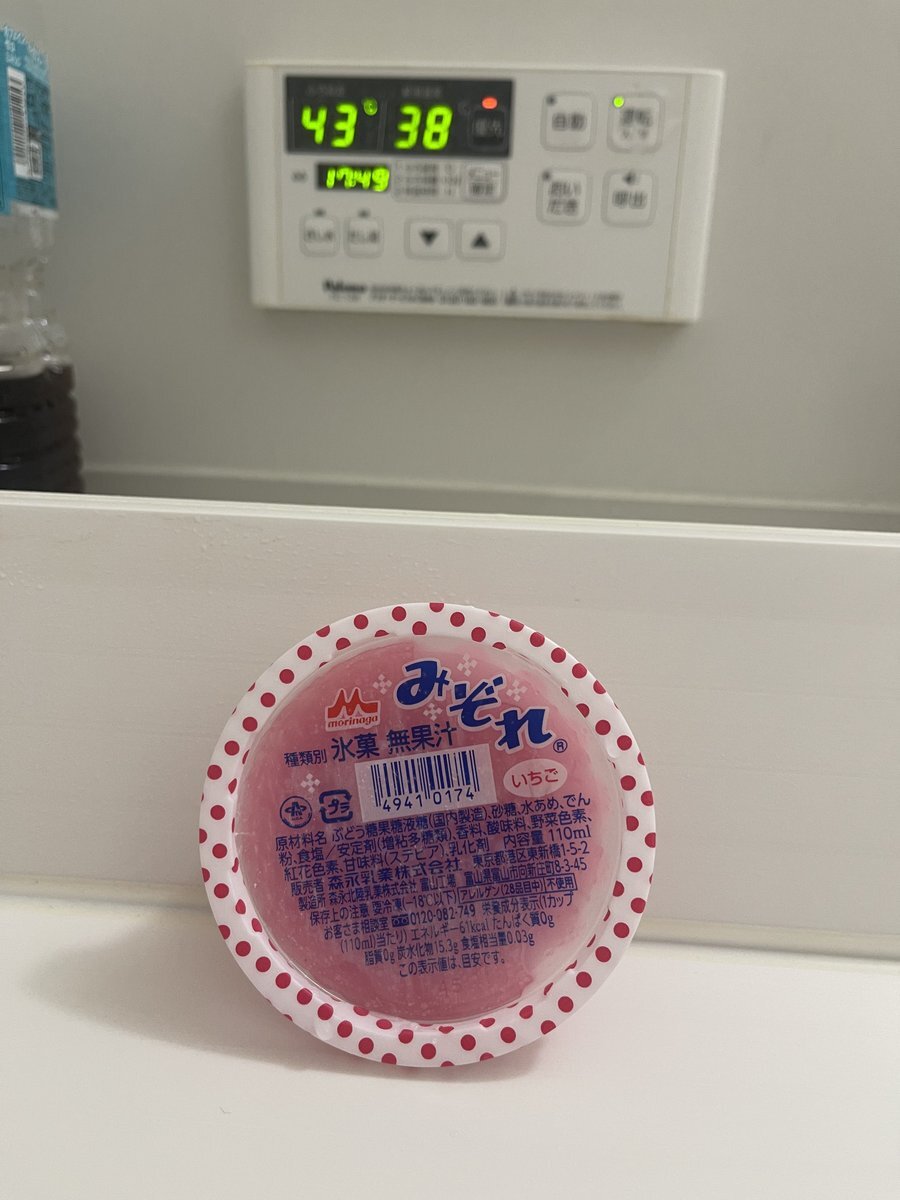 43 38
優先
自動
運転
17:49
メニュー
確定
追い
だき
呼出
▼ ▲
みぞれ®
morinaga
種類別 氷菓 無果汁
いちご
4941 0174
プラ
原材料名 ぶどう糖果糖液糖(国内製造)、砂糖、水あめ、でん
粉、食塩/安定剤(増粘多糖類)、香料、酸味料、野菜色素、
紅花色素、甘味料(ステビア)、乳化剤 内容量 110ml
販売者 森永乳業株式会社 東京都港区東新橋1-5-2
製造所 森永北陸乳業株式会社 富山工場 富山県富山市向新庄町8-3-45
保存上の注意 要冷凍(-18℃以下) アレルゲン(28品目中) 不使用
お客さま相談室 0120-082-749 栄養成分表示(1カップ
(110ml)当たり) エネルギー61kcal たんぱく質0g
脂質0g 炭水化物15.3g 食塩相当量0.03g
この表示値は、目安です。